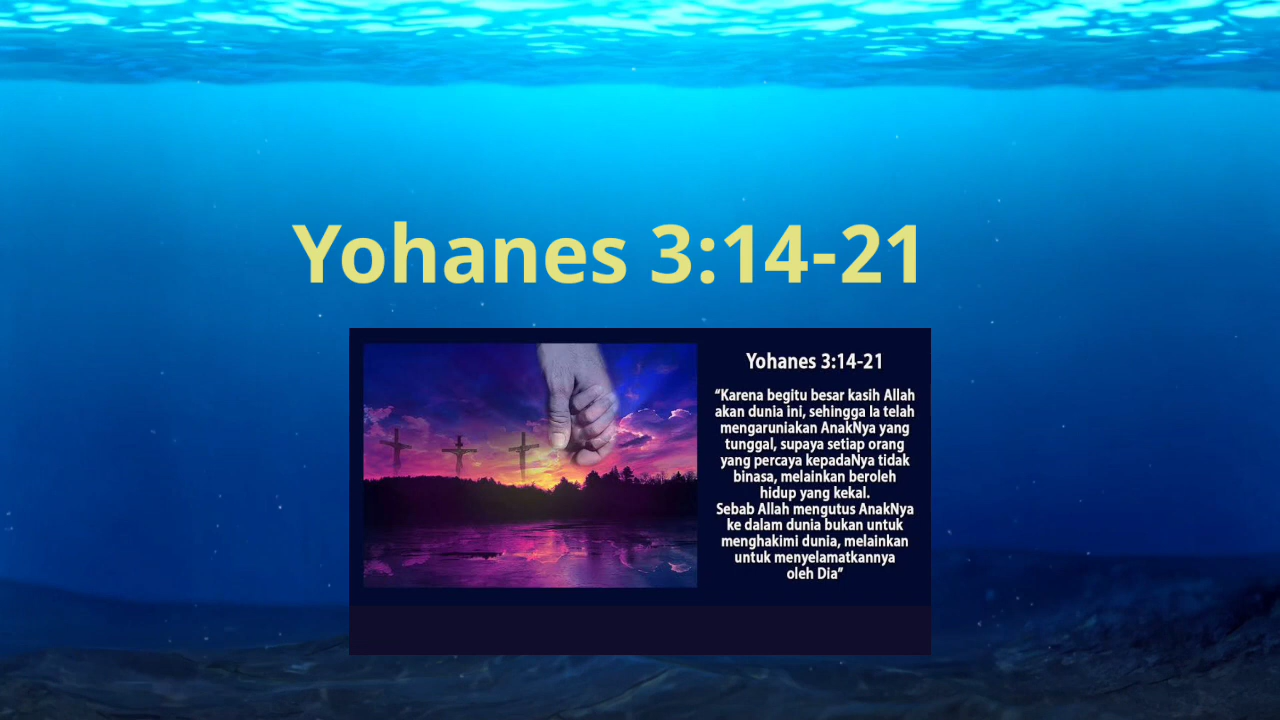 Yohanes 3:14-21
Yohanes 3:14-21
“Karena begitu besar kasih Allah
akan dunia ini, sehingga Ia telah
mengaruniakan AnakNya yang
tunggal, supaya setiap orang
yang percaya kepadaNya tidak
binasa, melainkan beroleh
hidup yang kekal.
Sebab Allah mengutus AnakNya
ke dalam dunia bukan untuk
menghakimi dunia, melainkan
untuk menyelamatkannya
oleh Dia”